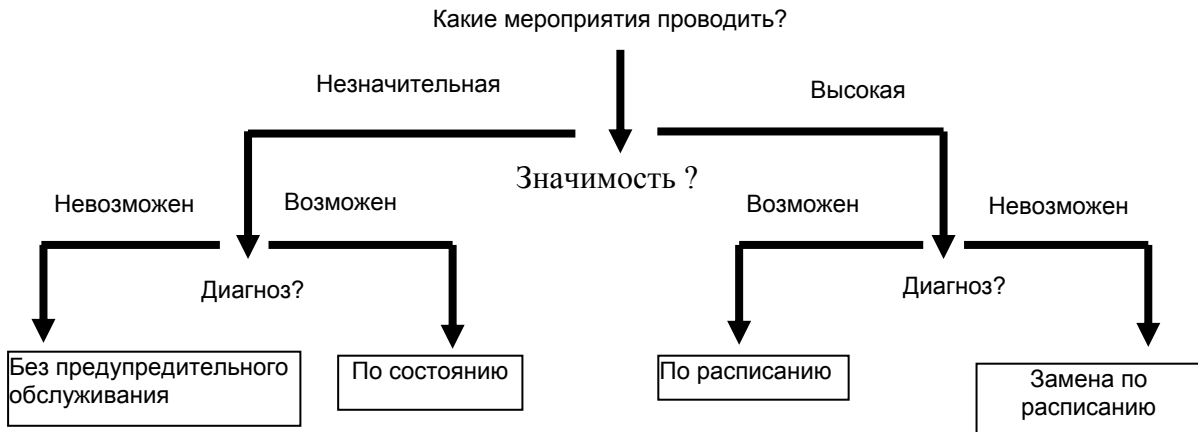 Какие мероприятия проводить?
Незначительная
Высокая
Значимость ?
Невозможен
Возможен
Возможен
Невозможен
Диагноз?
Диагноз?
Без предупредительного
обслуживания
По состоянию
По расписанию
Замена по
расписанию